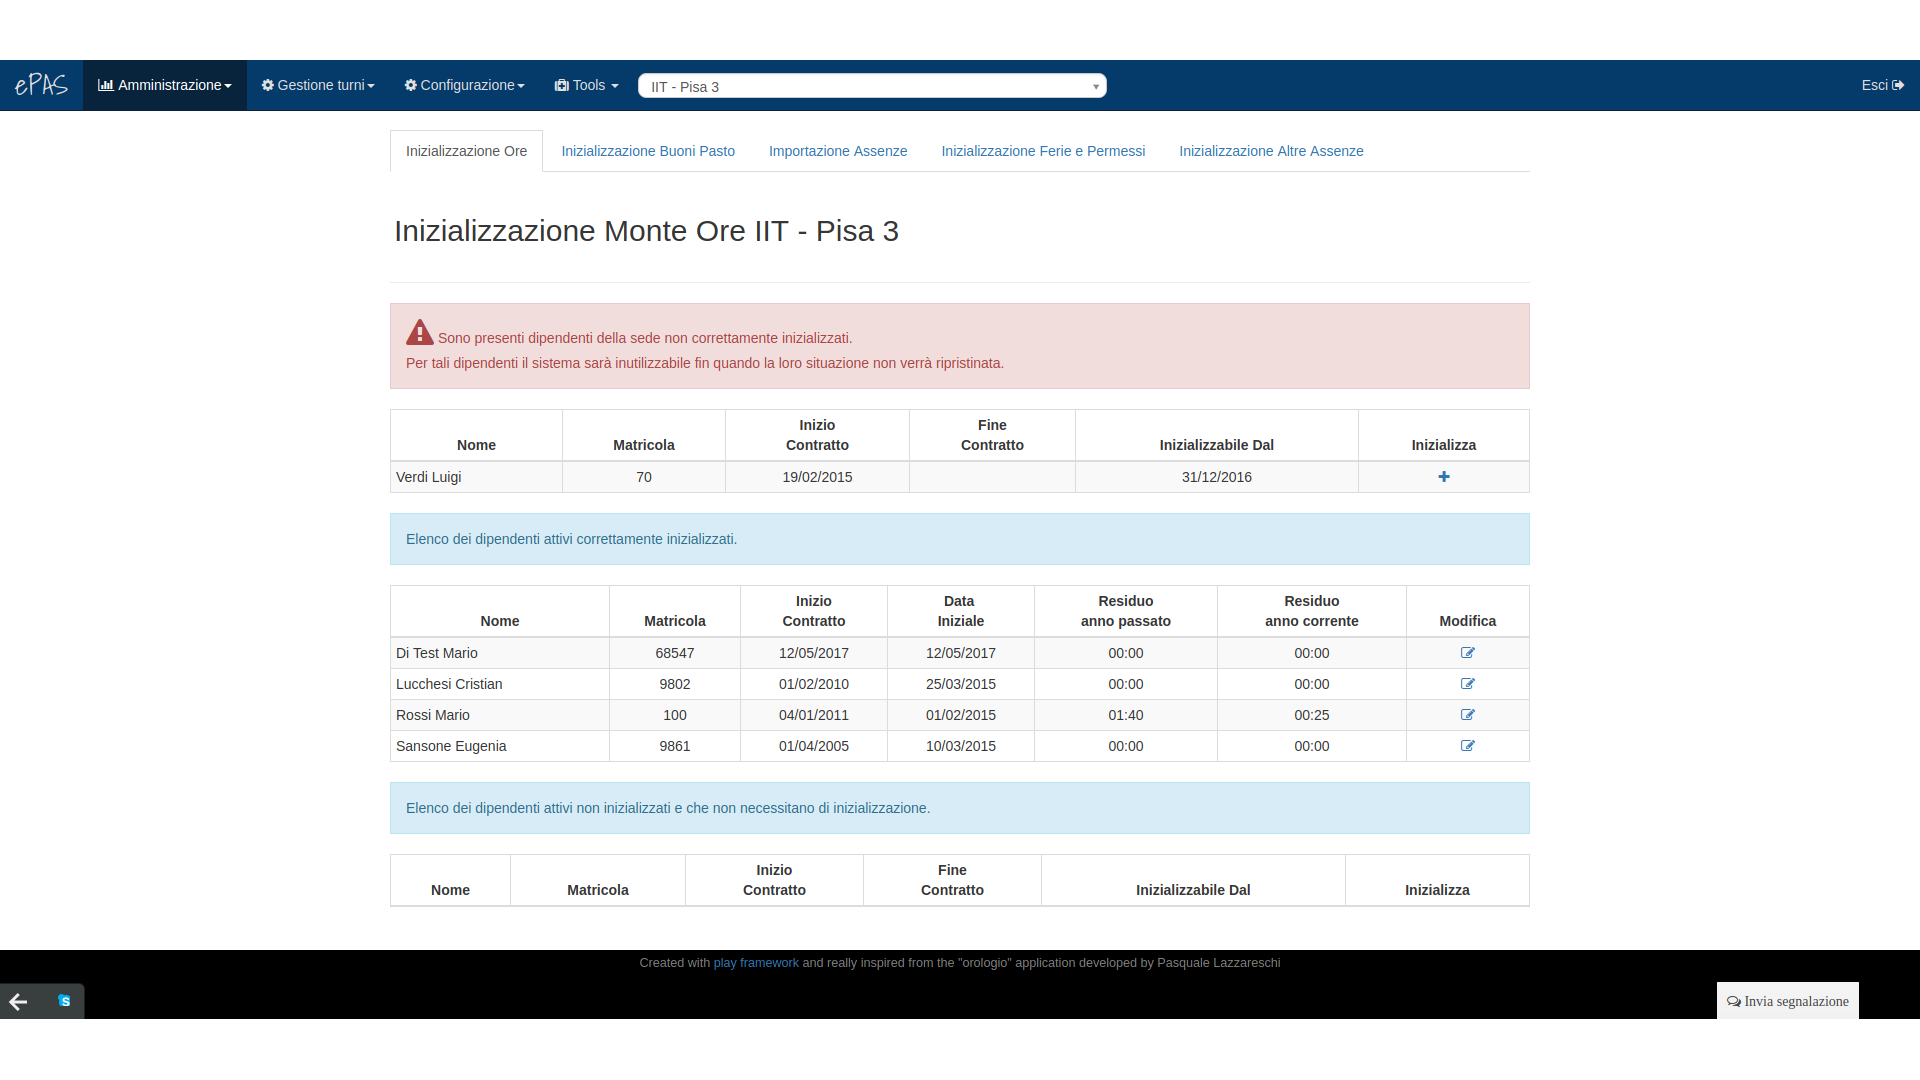 ePAS Amministrazione Gestione turni Configurazione Tools IIT - Pisa 3 Esci
Inizializzazione Ore Inizializzazione Buoni Pasto Importazione Assenze Inizializzazione Ferie e Permessi Inizializzazione Altre Assenze
Inizializzazione Monte Ore IIT - Pisa 3
Sono presenti dipendenti della sede non correttamente inizializzati.
Per tali dipendenti il sistema sarà inutilizzabile fin quando la loro situazione non verrà ripristinata.
Inizio Fine
Nome Matricola Contratto Contratto Inizializzabile Dal Inizializza
Verdi Luigi 70 19/02/2015 31/12/2016
Elenco dei dipendenti attivi correttamente inizializzati.
Inizio Data Residuo Residuo
Nome Matricola Contratto Iniziale anno passato anno corrente Modifica
Di Test Mario 68547 12/05/2017 12/05/2017 00:00 00:00
Lucchesi Cristian 9802 01/02/2010 25/03/2015 00:00 00:00
Rossi Mario 100 04/01/2011 01/02/2015 01:40 00:25
Sansone Eugenia 9861 01/04/2005 10/03/2015 00:00 00:00
Elenco dei dipendenti attivi non inizializzati e che non necessitano di inizializzazione.
Inizio Fine
Nome Matricola Contratto Contratto Inizializzabile Dal Inizializza
Created with play framework and really inspired from the "orologio" application developed by Pasquale Lazzareschi
Invia segnalazione